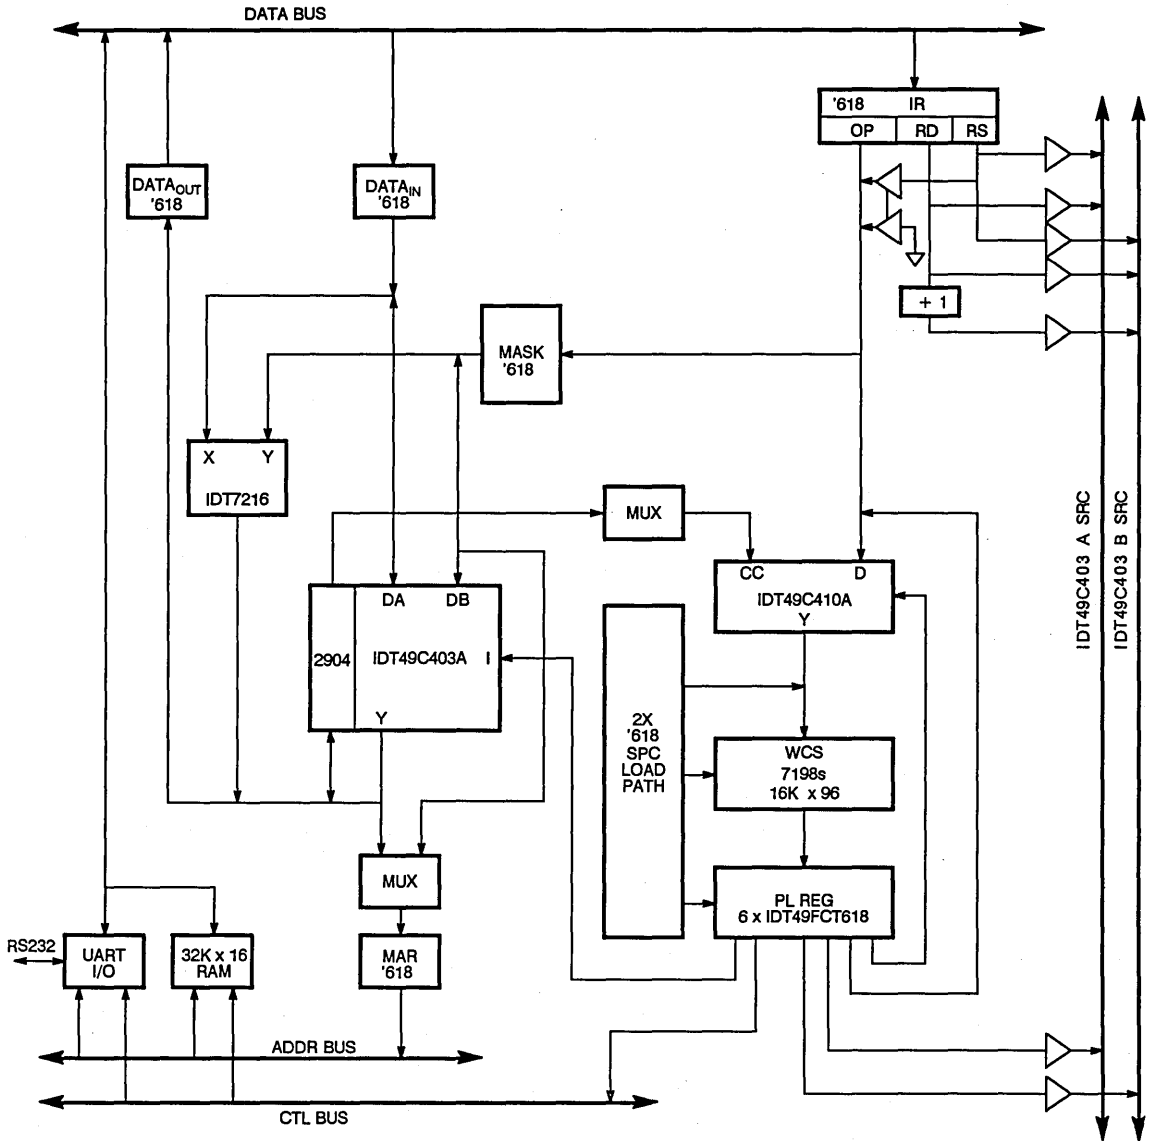 DATA BUS
'618 IR
OP RD RS
DATAOUT
'618
DATAIN
'618
+ 1
MASK
'618
X Y
IDT7216
MUX
CC D
IDT49C410A
Y
DA DB
2904 IDT49C403A I
Y
2X
'618
SPC
LOAD
PATH
WCS
7198s
16K x 96
MUX
PL REG
6 x IDT49FCT618
RS232
UART
I/O
32K x 16
RAM
MAR
'618
ADDR BUS
CTL BUS
IDT49C403 A SRC
IDT49C403 B SRC